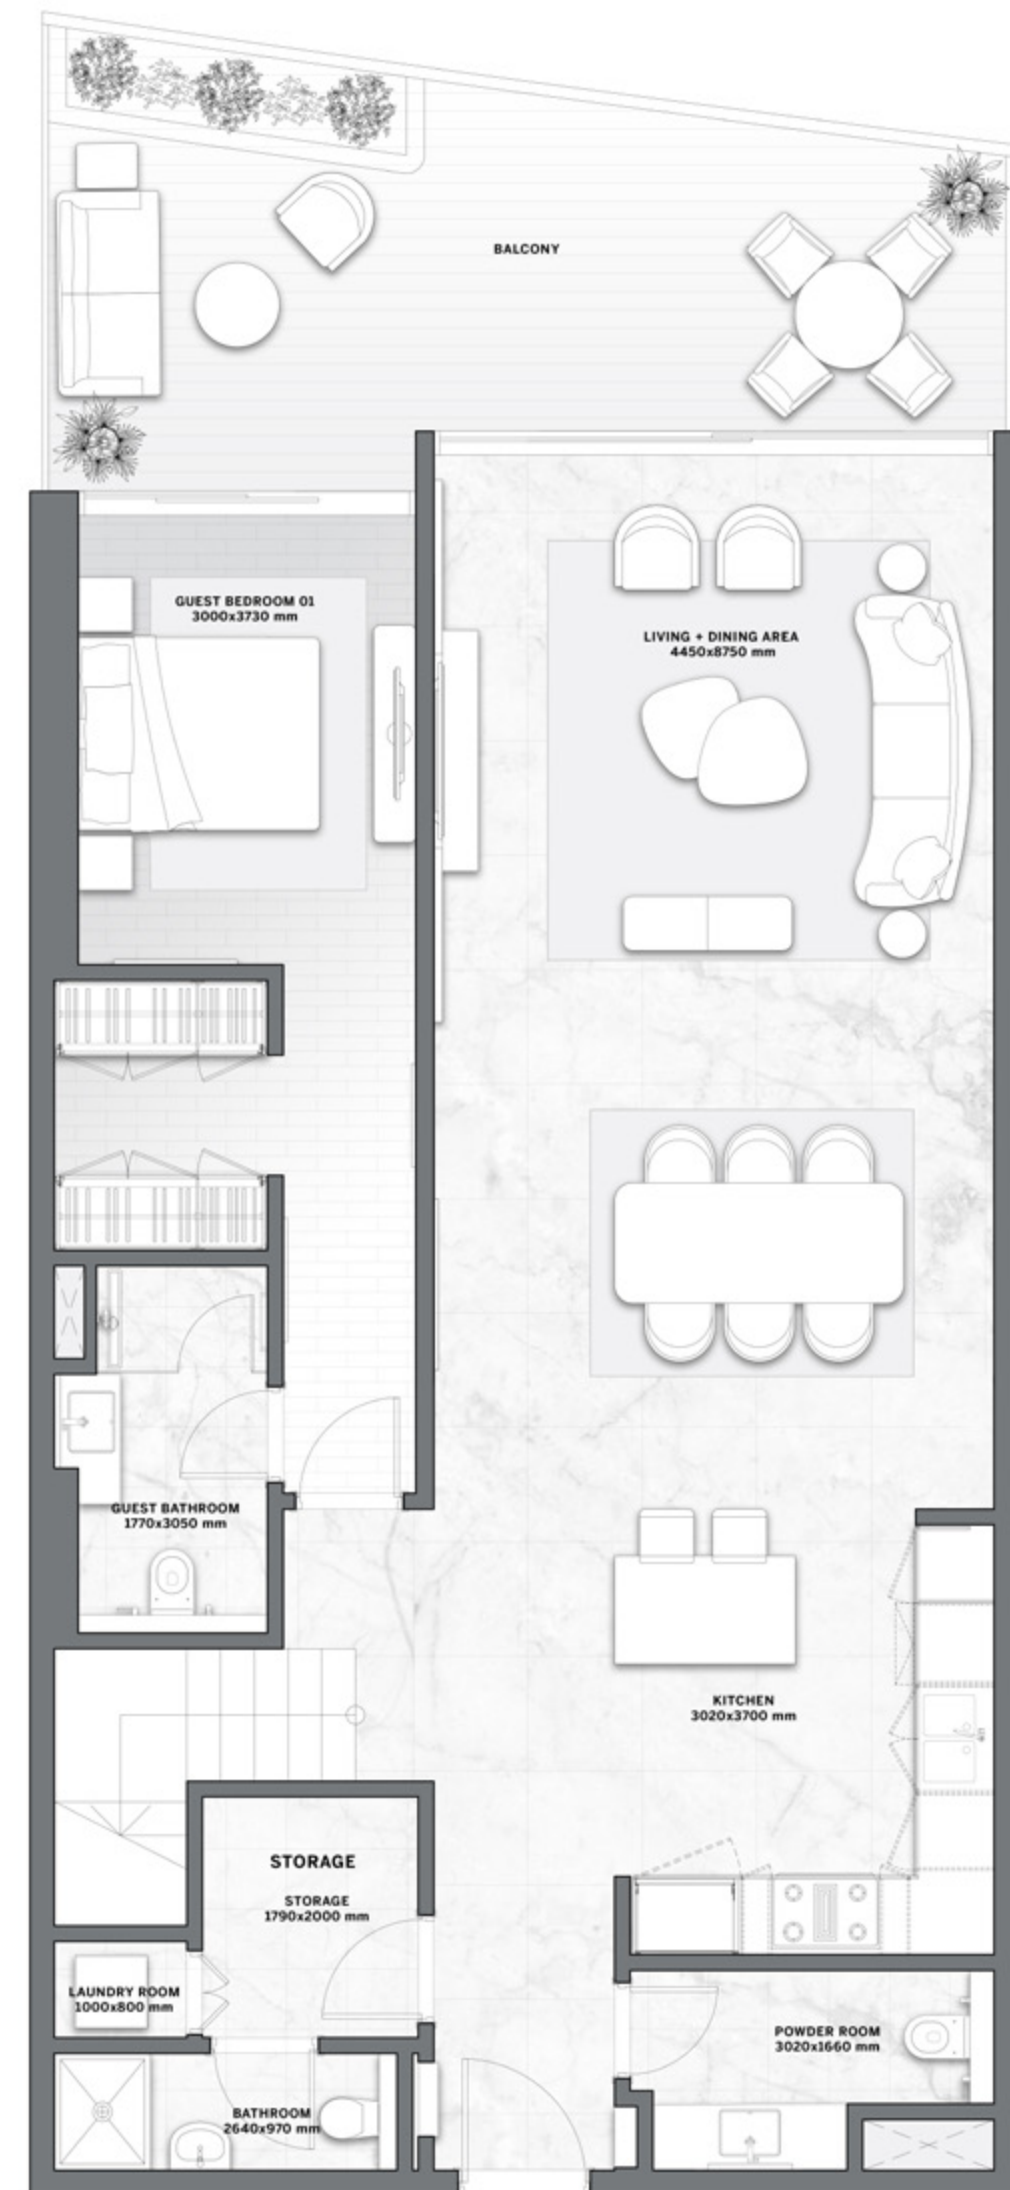 BALCONY
GUEST BEDROOM 01
3000x3730 mm
LIVING + DINING AREA
4450x8750 mm
GUEST BATHROOM
1770x3050 mm
KITCHEN
3020x3700 mm
STORAGE
STORAGE
1790x2000 mm
LAUNDRY ROOM
1000x800 mm
POWDER ROOM
3020x1660 mm
BATHROOM
2640x970 mm